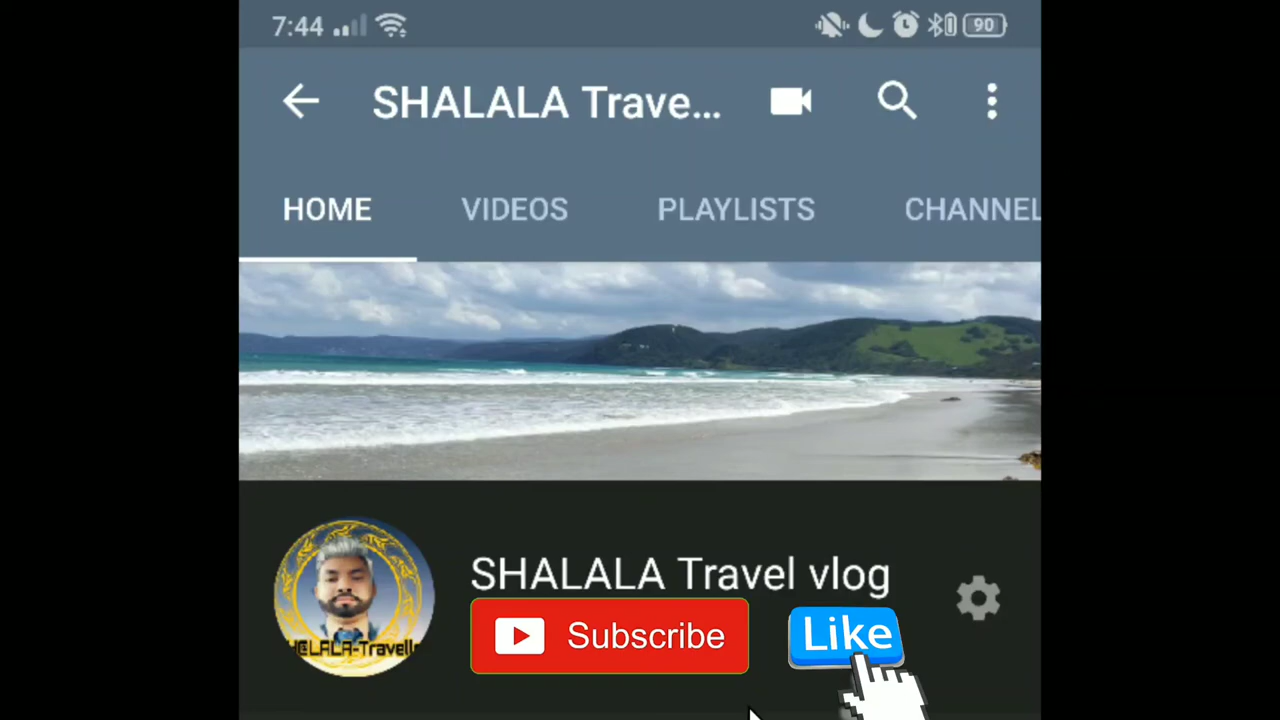 7:44
90
SHALALA Trave...
HOME
VIDEOS
PLAYLISTS
CHANNEL
SHALALA Travel vlog
Subscribe
Like